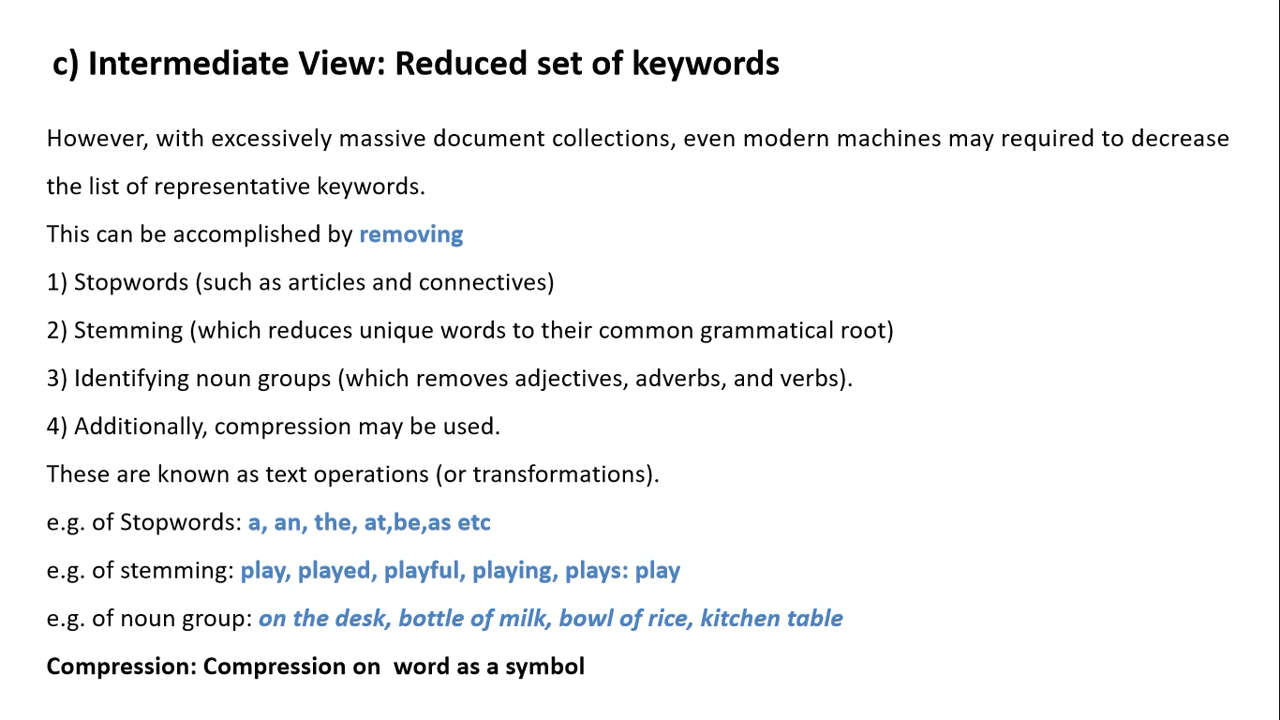 c) Intermediate View: Reduced set of keywords
However, with excessively massive document collections, even modern machines may required to decrease
the list of representative keywords.
This can be accomplished by removing
1) Stopwords (such as articles and connectives)
2) Stemming (which reduces unique words to their common grammatical root)
3) Identifying noun groups (which removes adjectives, adverbs, and verbs).
4) Additionally, compression may be used.
These are known as text operations (or transformations).
e.g. of Stopwords: a, an, the, at,be,as etc
e.g. of stemming: play, played, playful, playing, plays: play
e.g. of noun group: on the desk, bottle of milk, bowl of rice, kitchen table
Compression: Compression on  word as a symbol